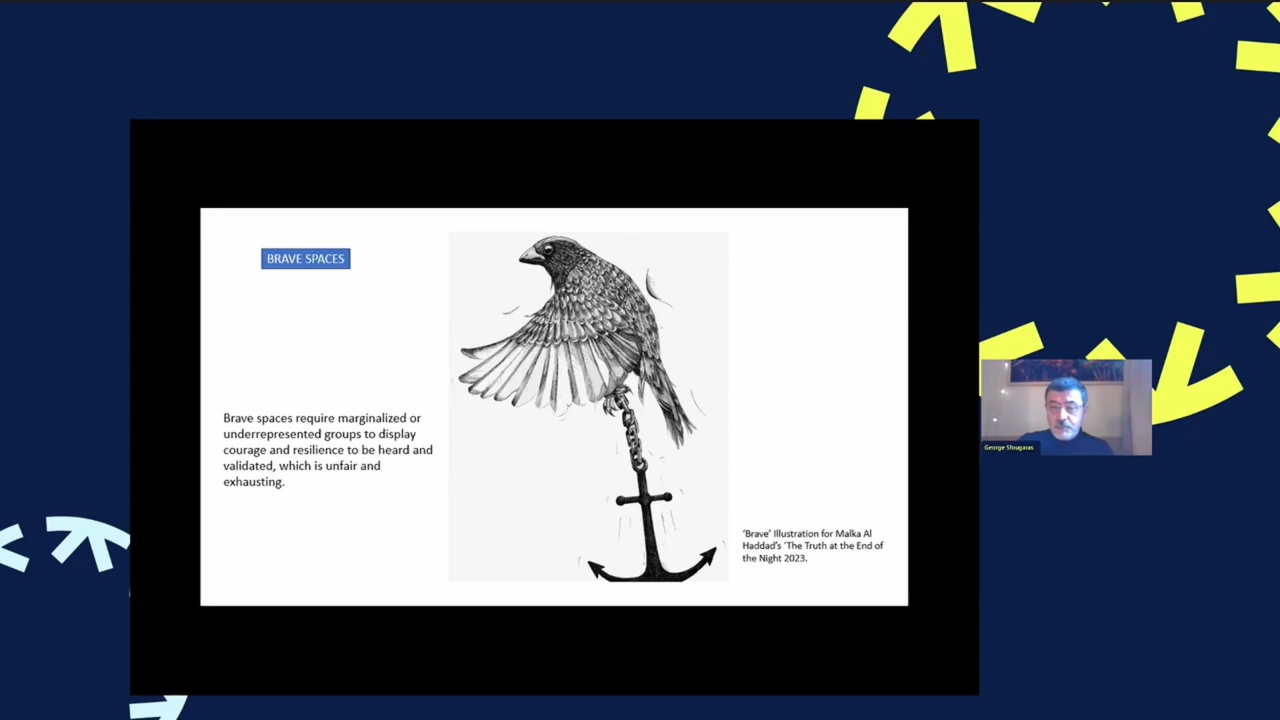 BRAVE SPACES
Brave spaces require marginalized or
underrepresented groups to display
courage and resilience to be heard and
validated, which is unfair and
exhausting.
‘Brave’ Illustration for Malka Al
Haddad’s ‘The Truth at the End of
the Night 2023.
George Sfougaras